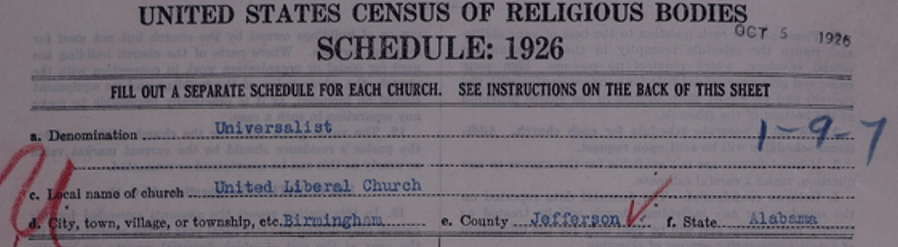 UNITED STATES CENSUS OF RELIGIOUS BODIES
OCT 5 1926
SCHEDULE: 1926
FILL OUT A SEPARATE SCHEDULE FOR EACH CHURCH. SEE INSTRUCTIONS ON THE BACK OF THIS SHEET
a. Denomination Universalist 1-9-7
c. Local name of church United Liberal Church
d. City, town, village, or township, etc. Birmingham e. County Jefferson f. State Alabama